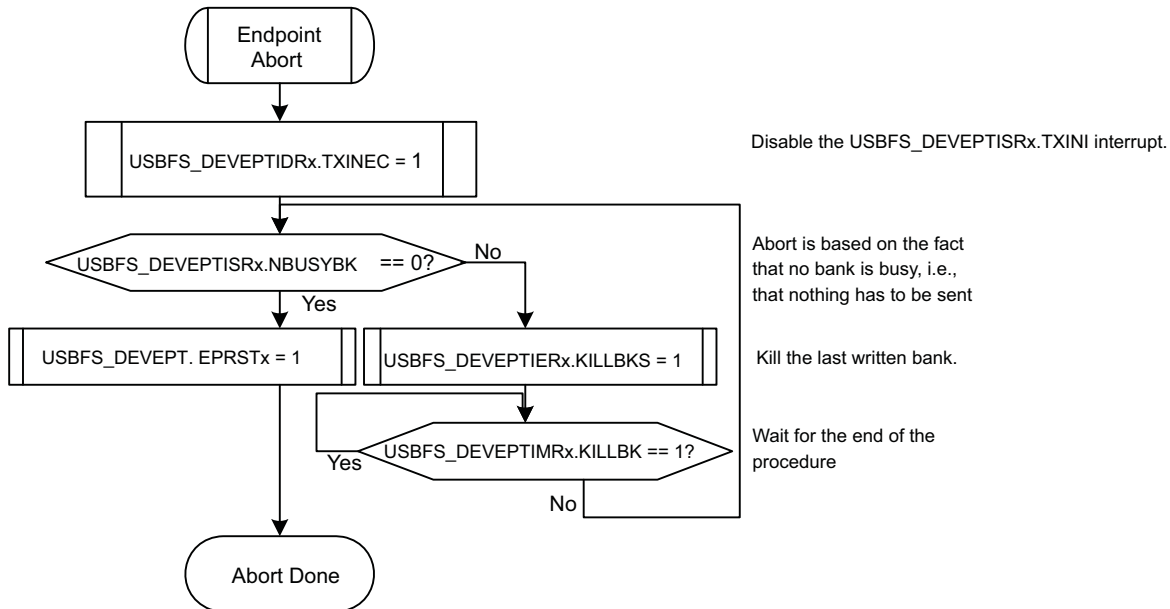 Endpoint
Abort
USBFS_DEVEPTIDRx.TXINEC = 1
Disable the USBFS_DEVEPTISRx.TXINI interrupt.
USBFS_DEVEPTISRx.NBUSYBK == 0?
No
Yes
Abort is based on the fact
that no bank is busy, i.e.,
that nothing has to be sent
USBFS_DEVEPT. EPRSTx = 1
USBFS_DEVEPTIERx.KILLBKS = 1
Kill the last written bank.
USBFS_DEVEPTIMRx.KILLBK == 1?
Yes
No
Wait for the end of the
procedure
Abort Done